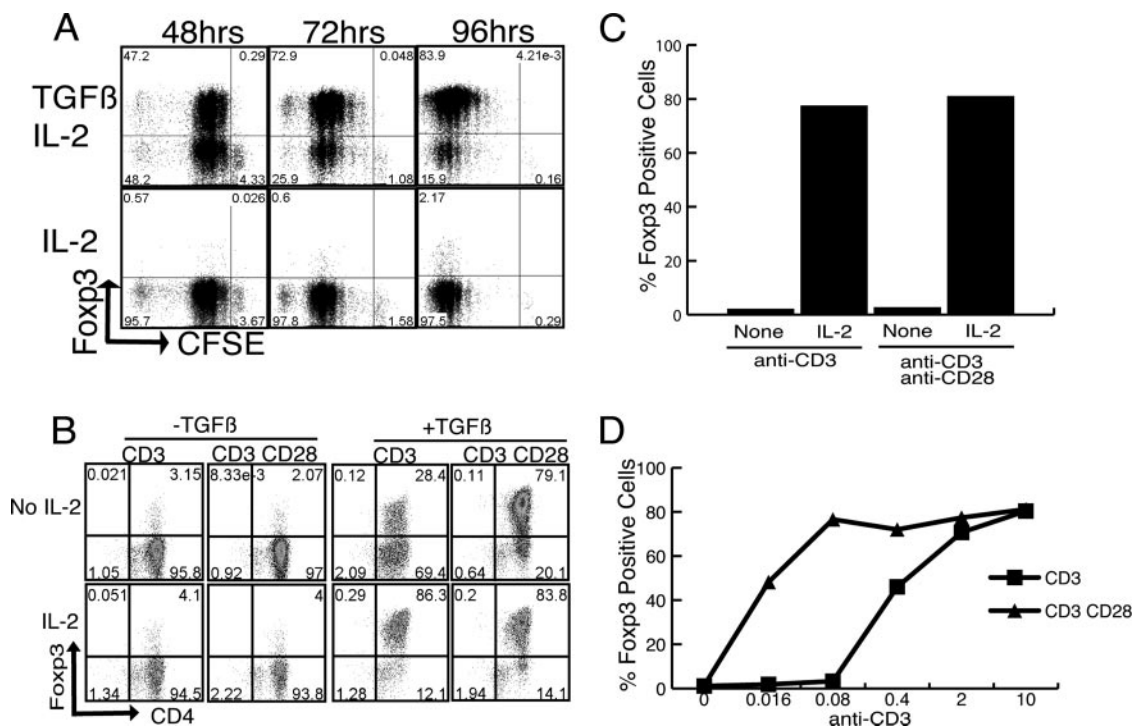 A
48hrs 72hrs 96hrs
47.2 0.29 72.9 0.048 83.9 4.21e-3
TGFß
IL-2
48.2 4.33 25.9 1.08 15.9 0.16
0.57 0.026 0.6 2.17
IL-2
95.7 3.67 97.8 1.58 97.5 0.29
Foxp3
CFSE
C
% Foxp3 Positive Cells
100
80
60
40
20
0
None IL-2 None IL-2
anti-CD3 anti-CD3
anti-CD28
B
-TGFß +TGFß
CD3 CD3 CD28 CD3 CD3 CD28
0.021 3.15 8.33e-3 2.07 0.12 28.4 0.11 79.1
No IL-2
1.05 95.8 0.92 97 2.09 69.4 0.64 20.1
0.051 4.1 4 0.29 86.3 0.2 83.8
IL-2
1.34 94.5 2.22 93.8 1.28 12.1 1.94 14.1
Foxp3
CD4
D
% Foxp3 Positive Cells
100
80
60
40
20
0
0 0.016 0.08 0.4 2 10
anti-CD3
CD3
CD3 CD28